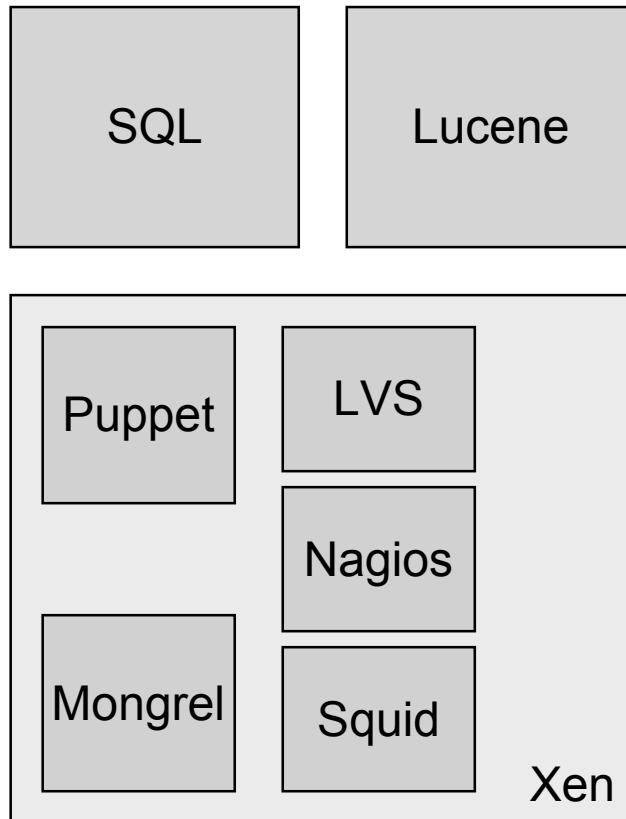 SQL
Lucene
Puppet
LVS
Nagios
Mongrel
Squid
Xen